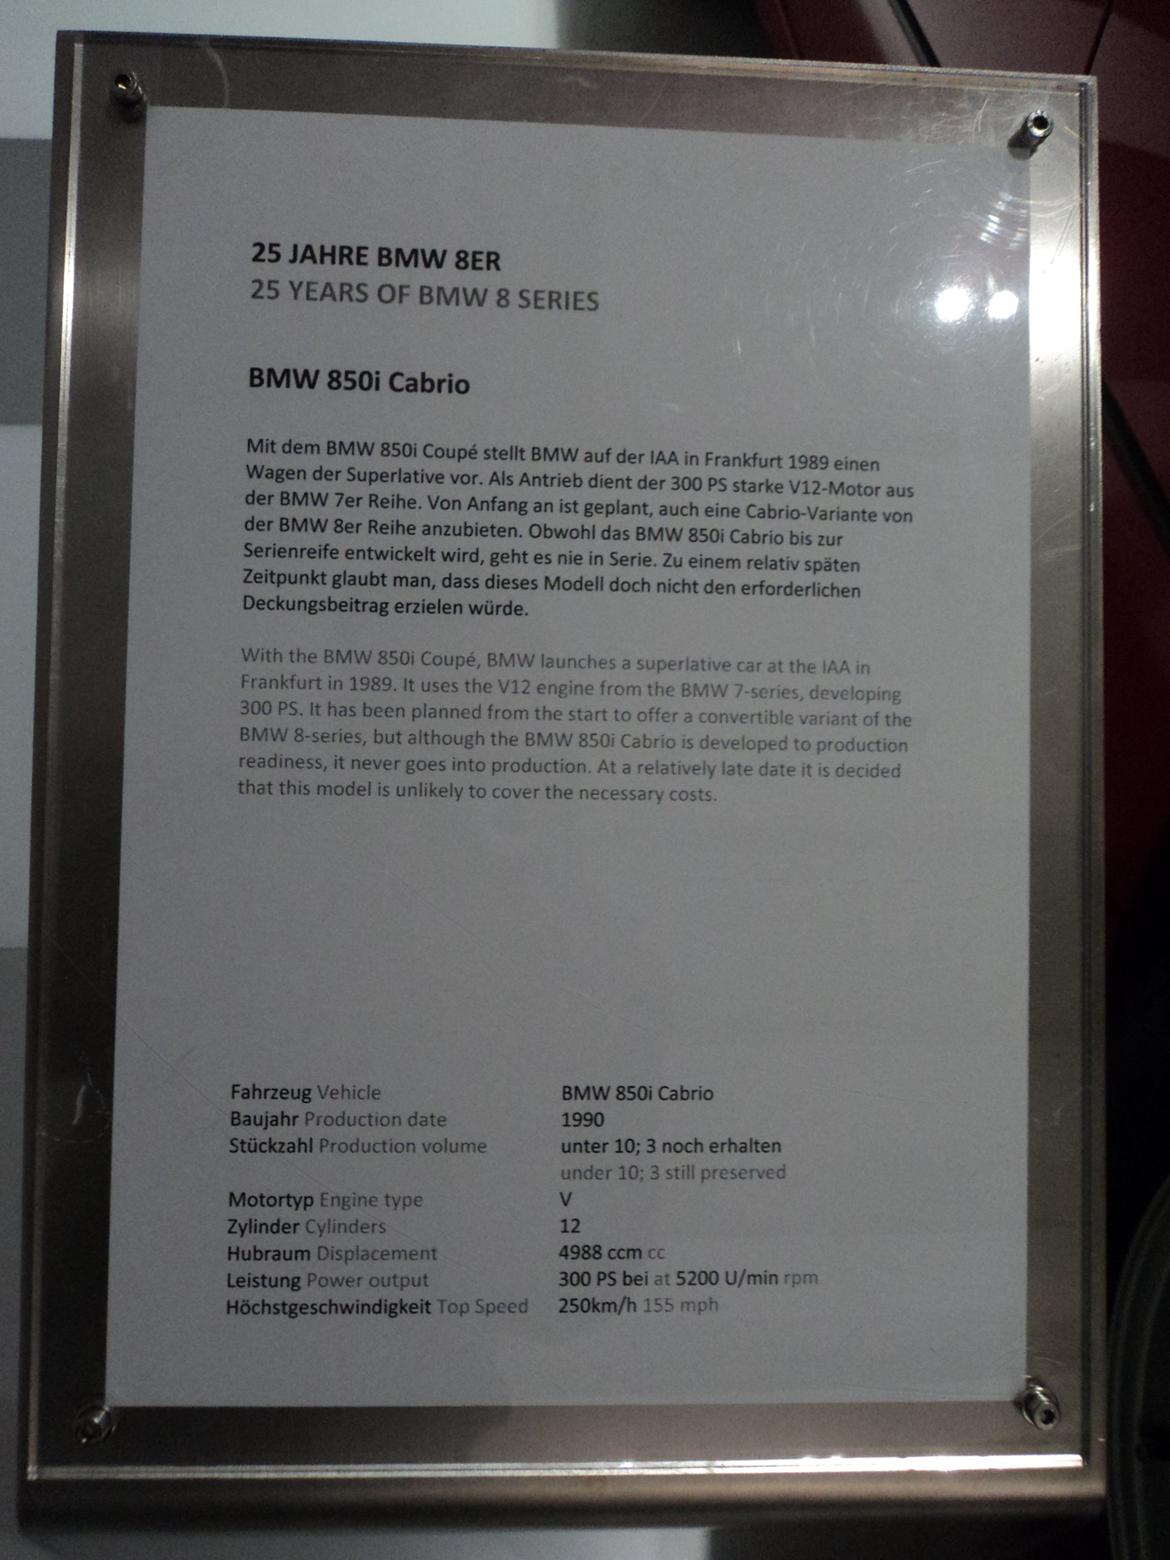 25 JAHRE BMW 8ER
25 YEARS OF BMW 8 SERIES
BMW 850i Cabrio
Mit dem BMW 850i Coupé stellt BMW auf der IAA in Frankfurt 1989 einen
Wagen der Superlative vor. Als Antrieb dient der 300 PS starke V12-Motor aus
der BMW 7er Reihe. Von Anfang an ist geplant, auch eine Cabrio-Variante von
der BMW 8er Reihe anzubieten. Obwohl das BMW 850i Cabrio bis zur
Serienreife entwickelt wird, geht es nie in Serie. Zu einem relativ späten
Zeitpunkt glaubt man, dass dieses Modell doch nicht den erforderlichen
Deckungsbeitrag erzielen würde.
With the BMW 850i Coupé, BMW launches a superlative car at the IAA in
Frankfurt in 1989. It uses the V12 engine from the BMW 7-series, developing
300 PS. It has been planned from the start to offer a convertible variant of the
BMW 8-series, but although the BMW 850i Cabrio is developed to production
readiness, it never goes into production. At a relatively late date it is decided
that this model is unlikely to cover the necessary costs.
Fahrzeug Vehicle BMW 850i Cabrio
Baujahr Production date 1990
Stückzahl Production volume unter 10; 3 noch erhalten
under 10; 3 still preserved
Motortyp Engine type V
Zylinder Cylinders 12
Hubraum Displacement 4988 ccm cc
Leistung Power output 300 PS bei at 5200 U/min rpm
Höchstgeschwindigkeit Top Speed 250km/h 155 mph